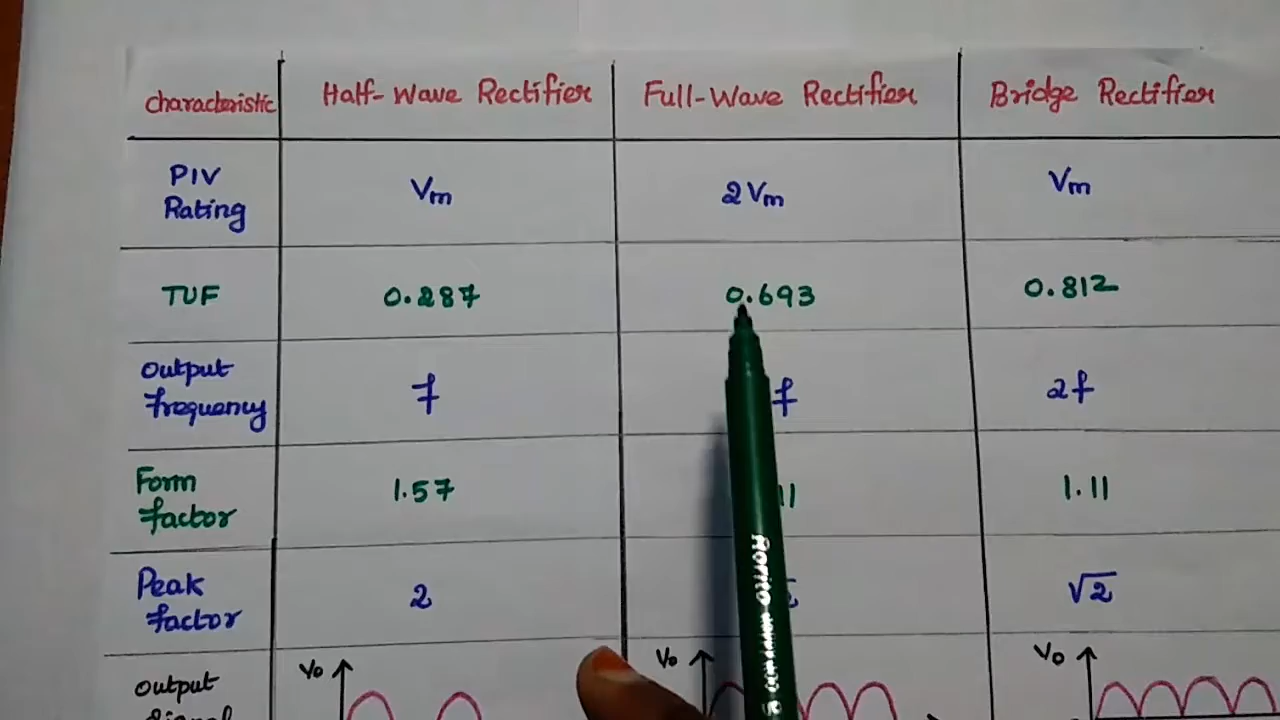 Characteristic Half-Wave Rectifier Full-Wave Rectifier Bridge Rectifier
PIV
Rating
Vm 2Vm Vm
TUF 0.287 0.693 0.812
Output
frequency
f f 2f
Form
factor
1.57 11 1.11
Peak
factor
2 √2
Output
Vo Vo Vo